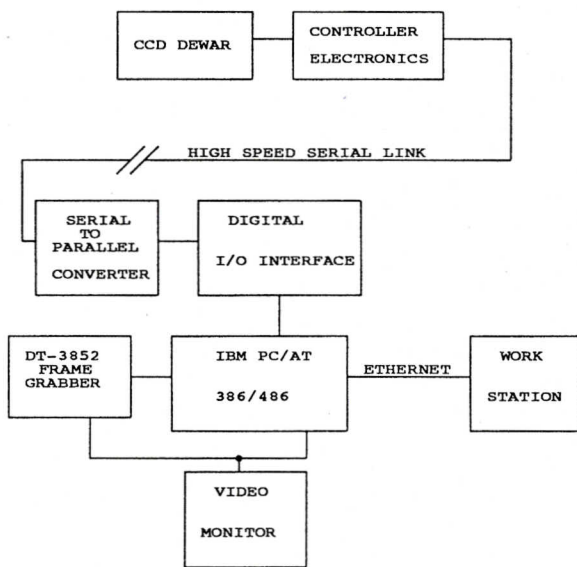 CCD DEWAR
CONTROLLER
ELECTRONICS
HIGH SPEED SERIAL LINK
SERIAL
TO
PARALLEL
CONVERTER
DIGITAL
I/O INTERFACE
DT-3852
FRAME
GRABBER
IBM PC/AT
386/486
ETHERNET
WORK
STATION
VIDEO
MONITOR